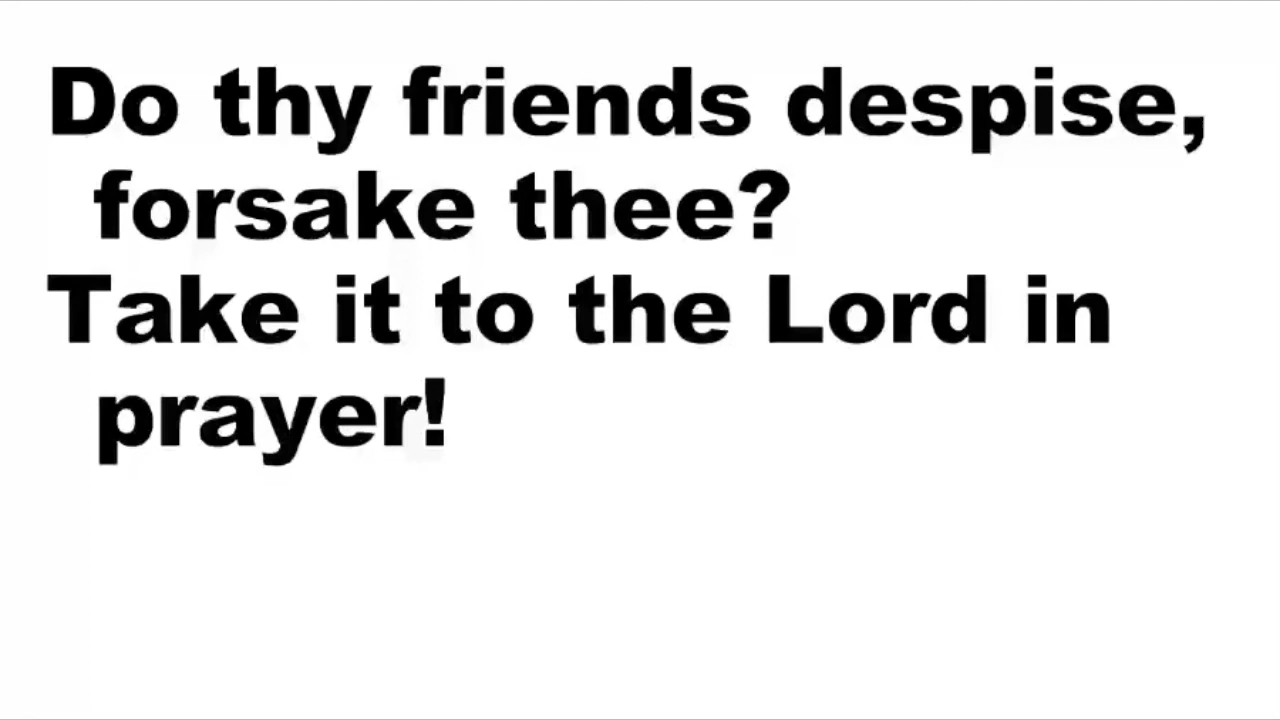 Do thy friends despise,
forsake thee?
Take it to the Lord in
prayer!